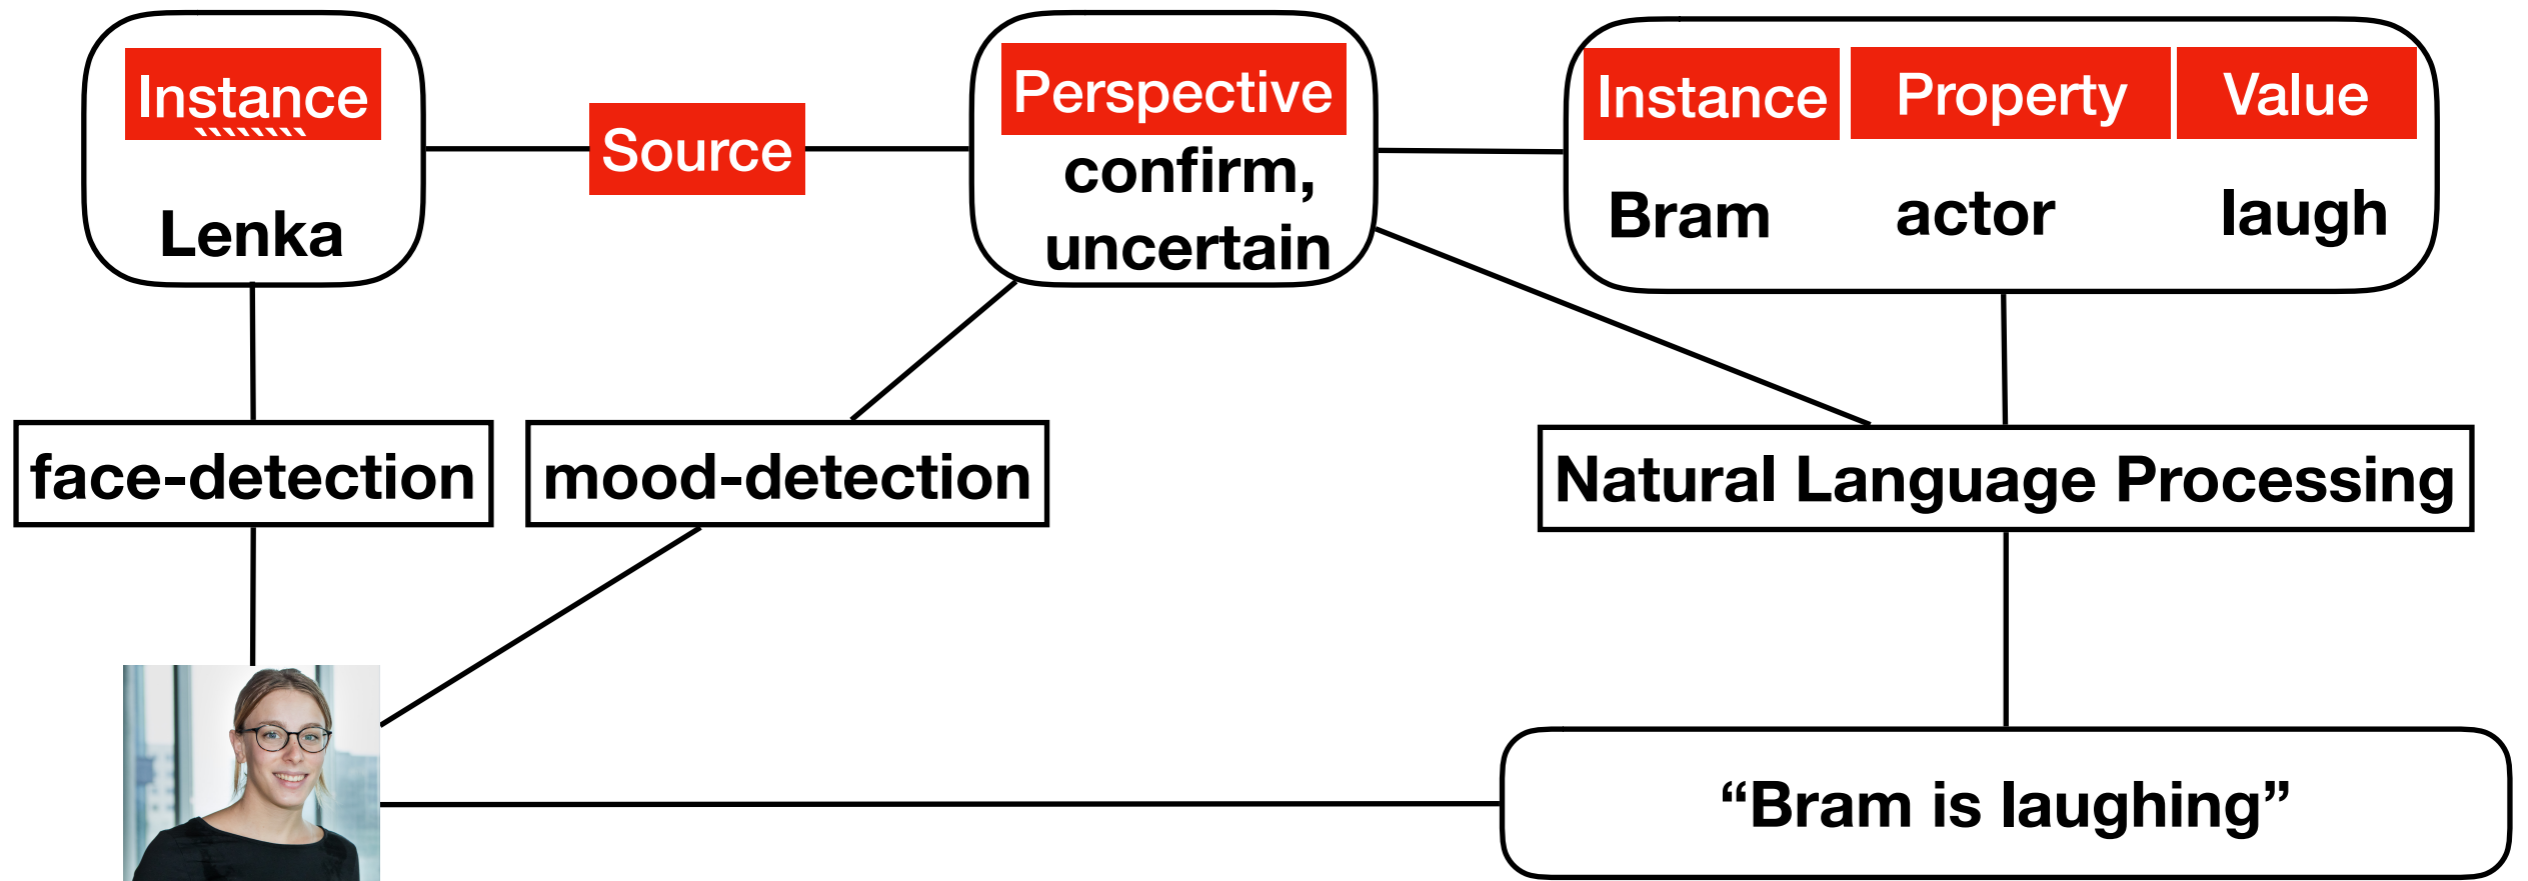 Instance
Lenka
Source
Perspective
confirm,
uncertain
Instance Property Value
Bram actor laugh
face-detection
mood-detection
Natural Language Processing
“Bram is laughing”